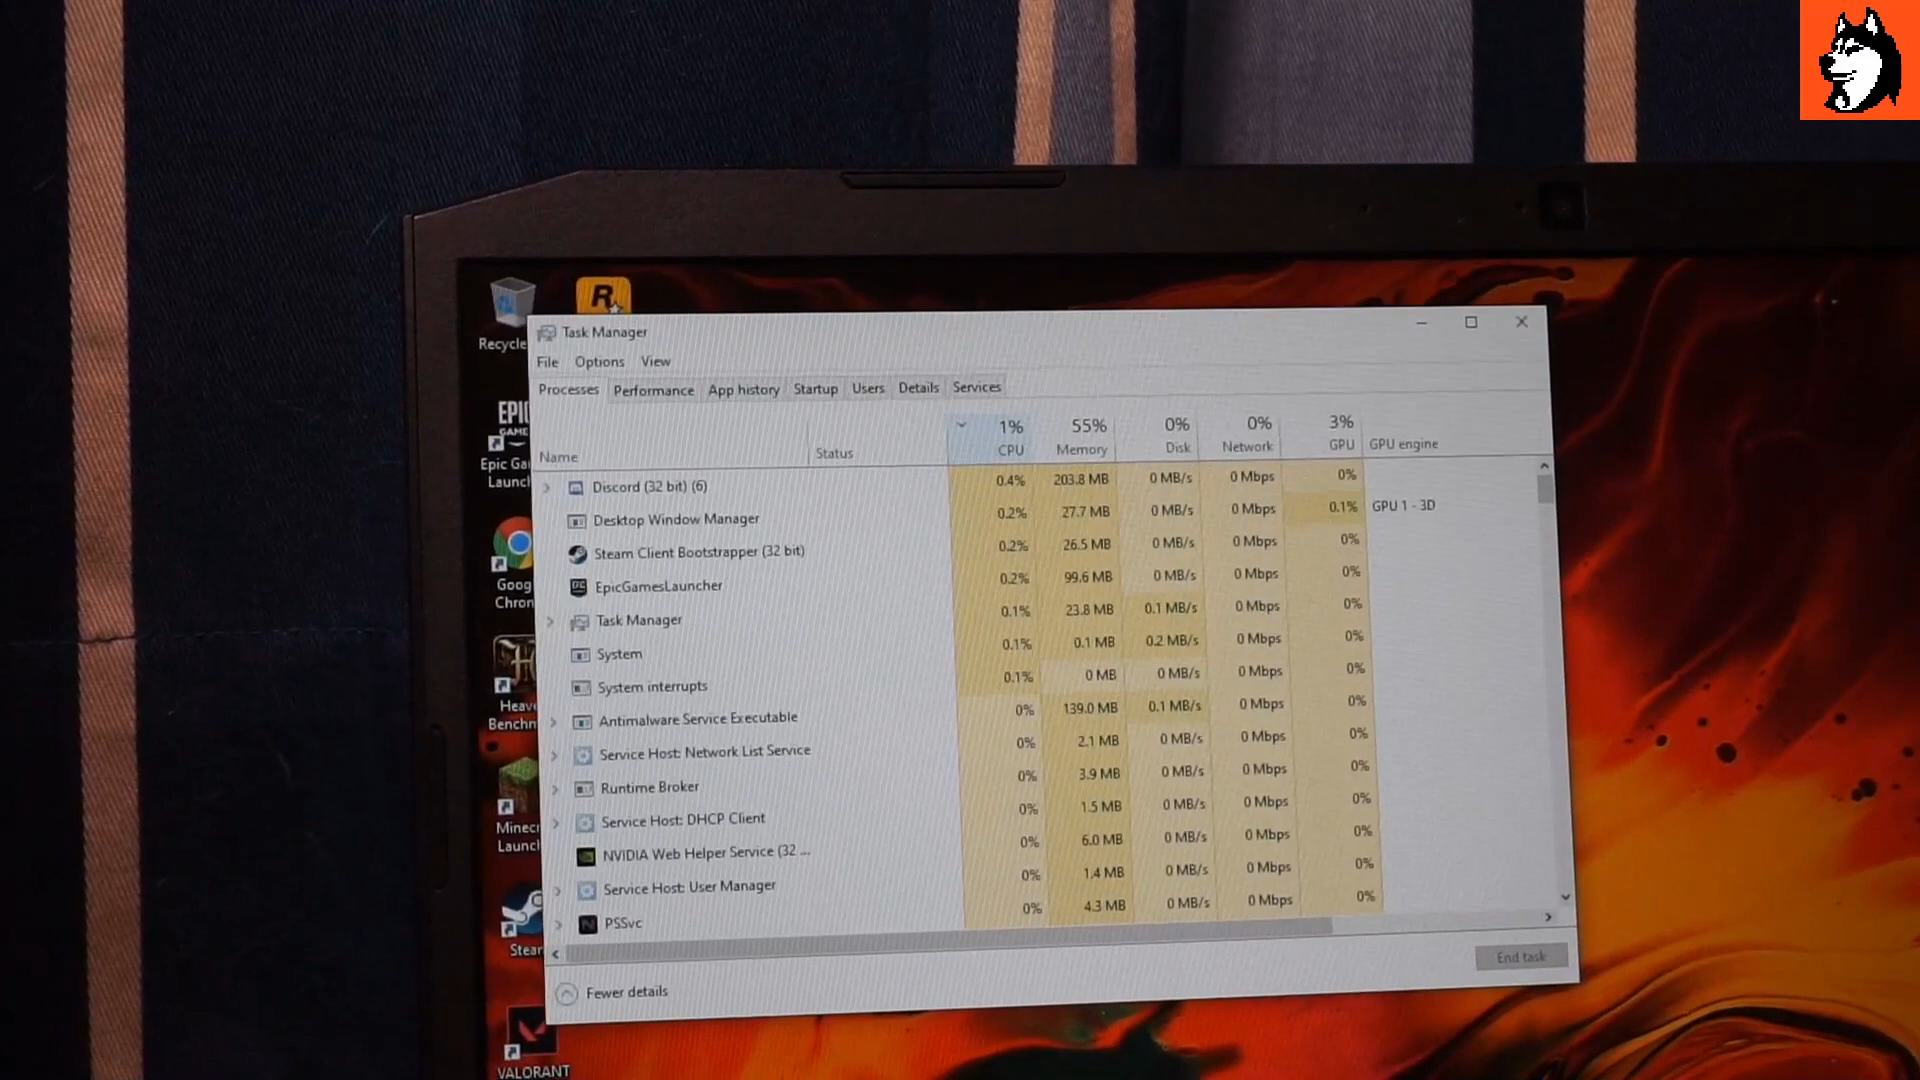 Recycle
R
Task Manager
File Options View
Processes Performance App history Startup Users Details Services
1% 55% 0% 0% 3%
Name Status CPU Memory Disk Network GPU GPU engine
Discord (32 bit) (6) 0.4% 203.8 MB 0 MB/s 0 Mbps 0%
Desktop Window Manager 0.2% 27.7 MB 0 MB/s 0 Mbps 0.1% GPU 1 - 3D
Steam Client Bootstrapper (32 bit) 0.2% 26.5 MB 0 MB/s 0 Mbps 0%
EpicGamesLauncher 0.2% 99.6 MB 0 MB/s 0 Mbps 0%
Task Manager 0.1% 23.8 MB 0.1 MB/s 0 Mbps 0%
System 0.1% 0.1 MB 0.2 MB/s 0 Mbps 0%
System interrupts 0.1% 0 MB 0 MB/s 0 Mbps 0%
Antimalware Service Executable 0% 139.0 MB 0.1 MB/s 0 Mbps 0%
Service Host: Network List Service 0% 2.1 MB 0 MB/s 0 Mbps 0%
Runtime Broker 0% 3.9 MB 0 MB/s 0 Mbps 0%
Service Host: DHCP Client 0% 1.5 MB 0 MB/s 0 Mbps 0%
NVIDIA Web Helper Service (32 ... 0% 6.0 MB 0 MB/s 0 Mbps 0%
Service Host: User Manager 0% 1.4 MB 0 MB/s 0 Mbps 0%
PSSvc 0% 4.3 MB 0 MB/s 0 Mbps 0%
Fewer details End task
EPIC
GAME
Epic Ga
Launch
Goog
Chron
Heave
Benchm
Minec
Launch
Stear
VALORANT